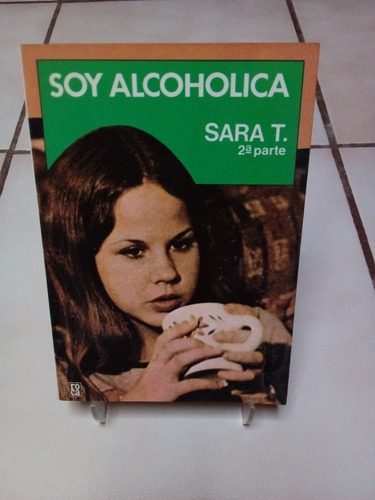 SOY ALCOHOLICA
SARA T.
2ª parte